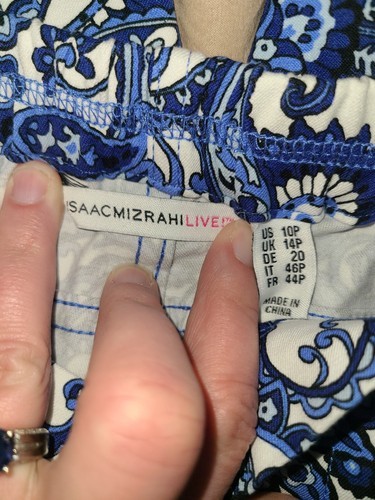 ISAACMIZRAHILIVE!
US 10P
UK 14P
DE 20
IT 46P
FR 44P
MADE IN
CHINA